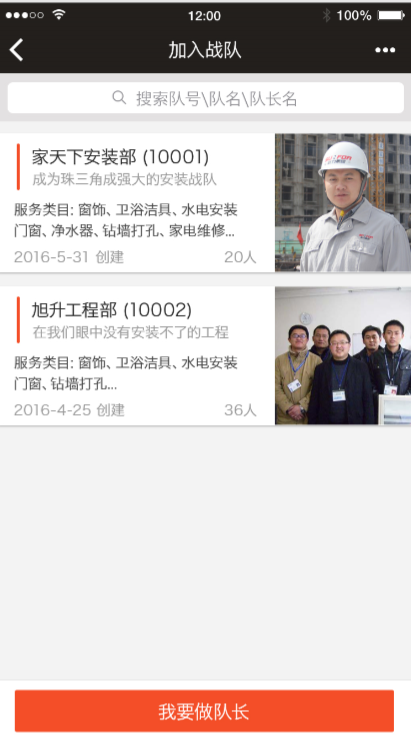 12:00
100%
加入战队
搜索队号\队名\队长名
家天下安装部 (10001)
成为珠三角成强大的安装战队
服务类目: 窗饰、卫浴洁具、水电安装
门窗、净水器、钻墙打孔、家电维修...
2016-5-31 创建
20人
旭升工程部 (10002)
在我们眼中没有安装不了的工程
服务类目: 窗饰、卫浴洁具、水电安装
门窗、钻墙打孔...
2016-4-25 创建
36人
我要做队长